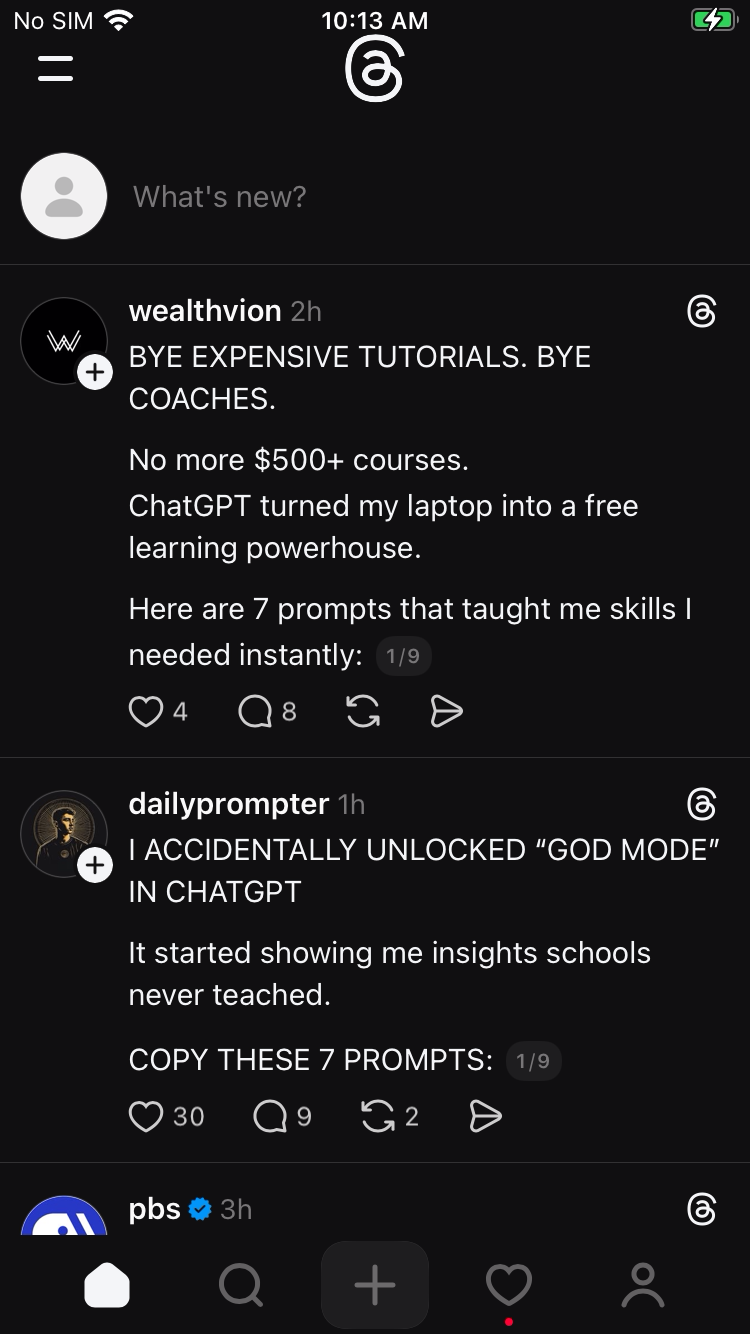 No SIM 10:13 AM
What's new?
wealthvion 2h
BYE EXPENSIVE TUTORIALS. BYE
COACHES.
No more $500+ courses.
ChatGPT turned my laptop into a free
learning powerhouse.
Here are 7 prompts that taught me skills I
needed instantly: 1/9
4 8
dailyprompter 1h
I ACCIDENTALLY UNLOCKED “GOD MODE”
IN CHATGPT
It started showing me insights schools
never teached.
COPY THESE 7 PROMPTS: 1/9
30 9 2
pbs 3h